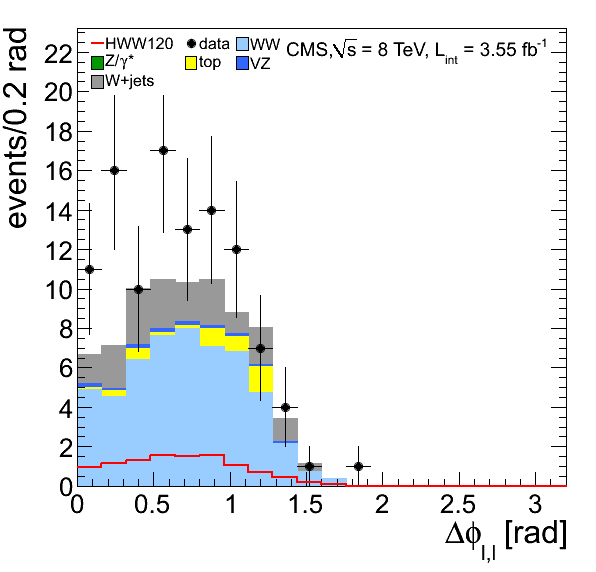 HWW120 data WW CMS,√s = 8 TeV, L_int = 3.55 fb⁻¹
Z/γ* top VZ
W+jets
events/0.2 rad
22
20
18
16
14
12
10
8
6
4
2
0
0 0.5 1 1.5 2 2.5 3
Δϕ_l,l [rad]